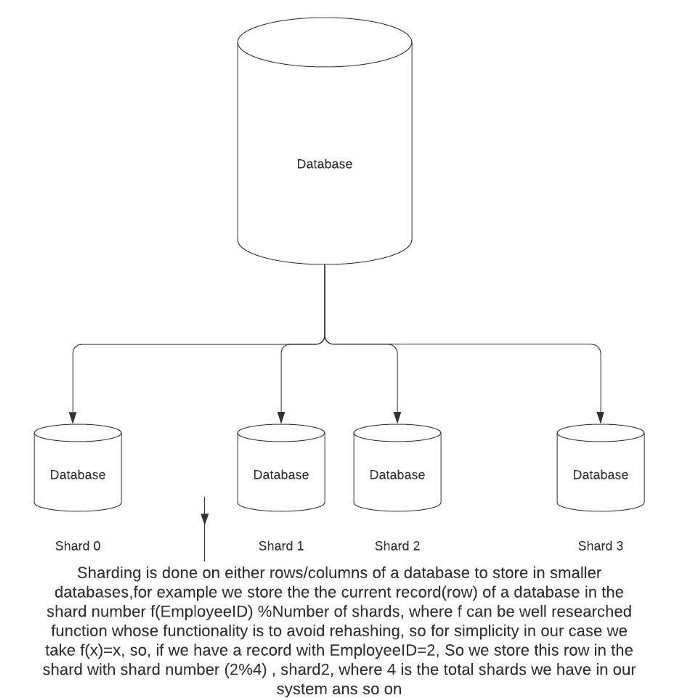 Database
Database
Database
Database
Database
Shard 0
Shard 1
Shard 2
Shard 3
Sharding is done on either rows/columns of a database to store in smaller
databases,for example we store the the current record(row) of a database in the
shard number f(EmployeeID) %Number of shards, where f can be well researched
function whose functionality is to avoid rehashing, so for simplicity in our case we
take f(x)=x, so, if we have a record with EmployeeID=2, So we store this row in the
shard with shard number (2%4) , shard2, where 4 is the total shards we have in our
system ans so on